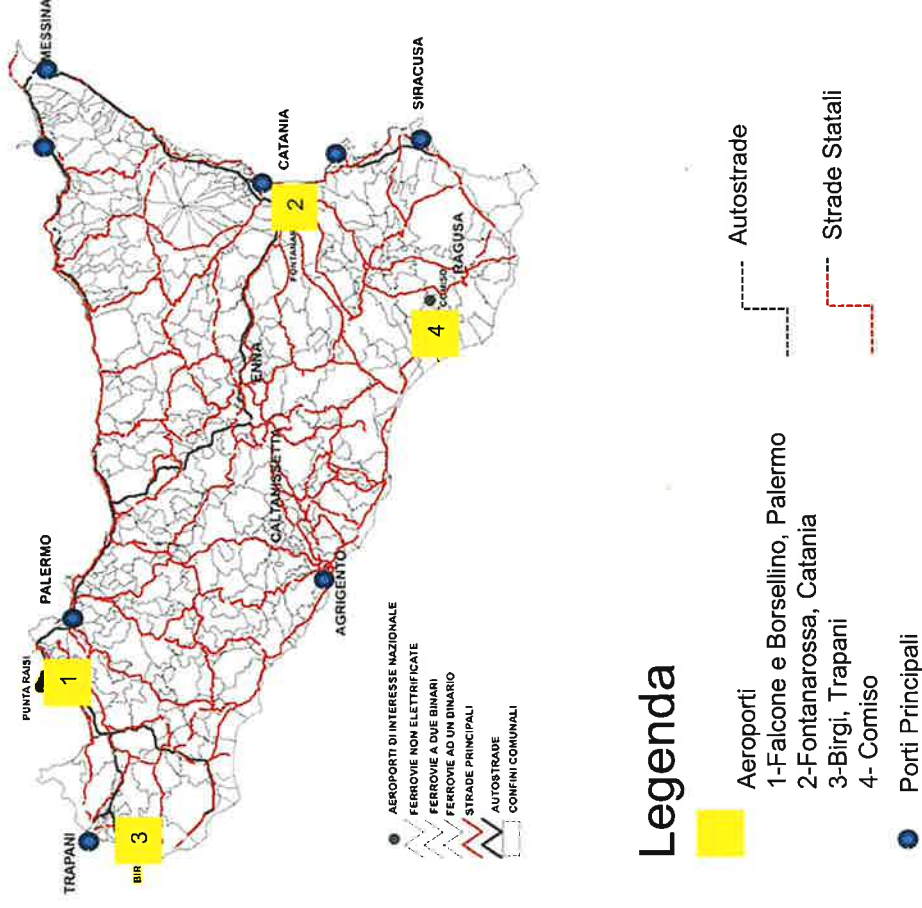 MESSINA
CATANIA
SIRACUSA
2
RAGUSA
COMISO
4
ENNA
CALTANISSETTA
AGRIGENTO
PALERMO
PUNTA RAISI
1
TRAPANI
BIR
3
AEROPORTI DI INTERESSE NAZIONALE
FERROVIE NON ELETTRIFICATE
FERROVIE A DUE BINARI
FERROVIE AD UN BINARIO
STRADE PRINCIPALI
AUTOSTRADE
CONFINI COMUNALI
Legenda
Aeroporti
1-Falcone e Borsellino, Palermo
2-Fontanarossa, Catania
3-Birgi, Trapani
4- Comiso
Porti Principali
Autostrade
Strade Statali